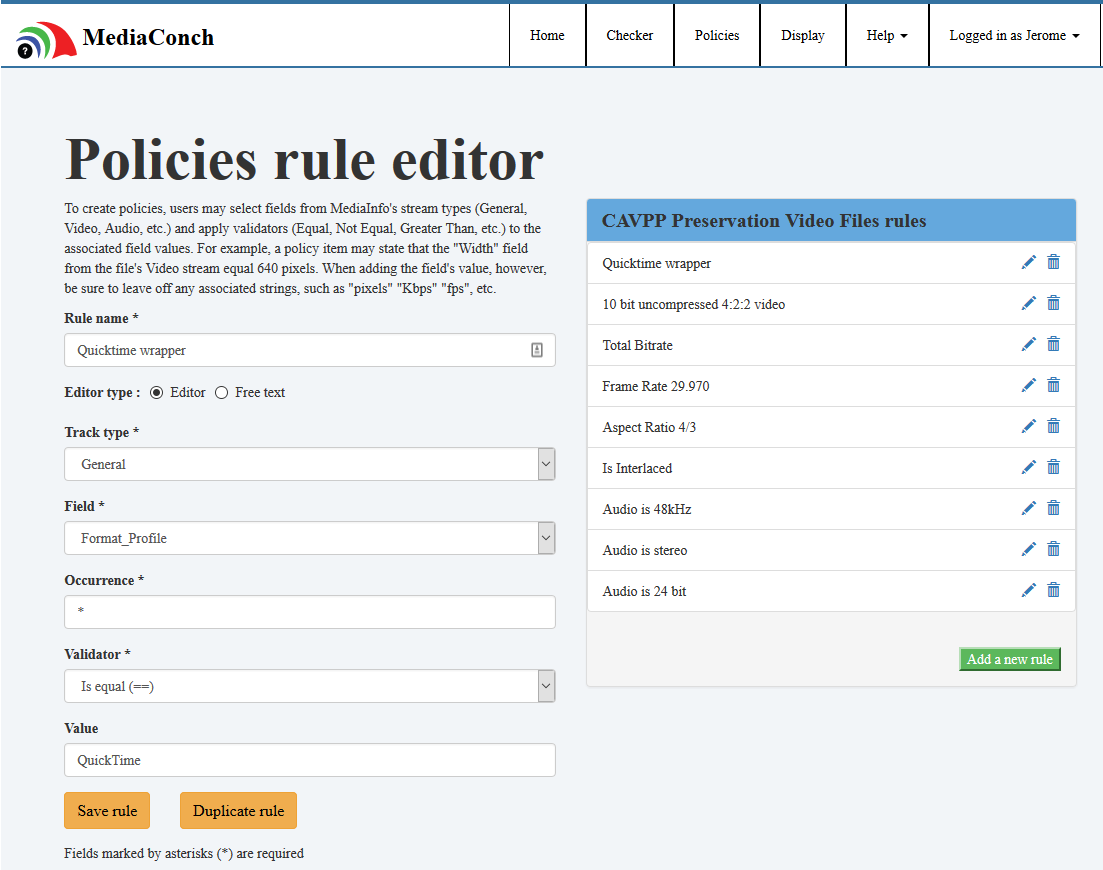 MediaConch
Home
Checker
Policies
Display
Help
Logged in as Jerome
Policies rule editor
To create policies, users may select fields from MediaInfo's stream types (General,
Video, Audio, etc.) and apply validators (Equal, Not Equal, Greater Than, etc.) to the
associated field values. For example, a policy item may state that the "Width" field
from the file's Video stream equal 640 pixels. When adding the field's value, however,
be sure to leave off any associated strings, such as "pixels" "Kbps" "fps", etc.
Rule name *
Quicktime wrapper
Editor type :
Editor
Free text
Track type *
General
Field *
Format_Profile
Occurrence *
*
Validator *
Is equal (==)
Value
QuickTime
Save rule
Duplicate rule
Fields marked by asterisks (*) are required
CAVPP Preservation Video Files rules
Quicktime wrapper
10 bit uncompressed 4:2:2 video
Total Bitrate
Frame Rate 29.970
Aspect Ratio 4/3
Is Interlaced
Audio is 48kHz
Audio is stereo
Audio is 24 bit
Add a new rule